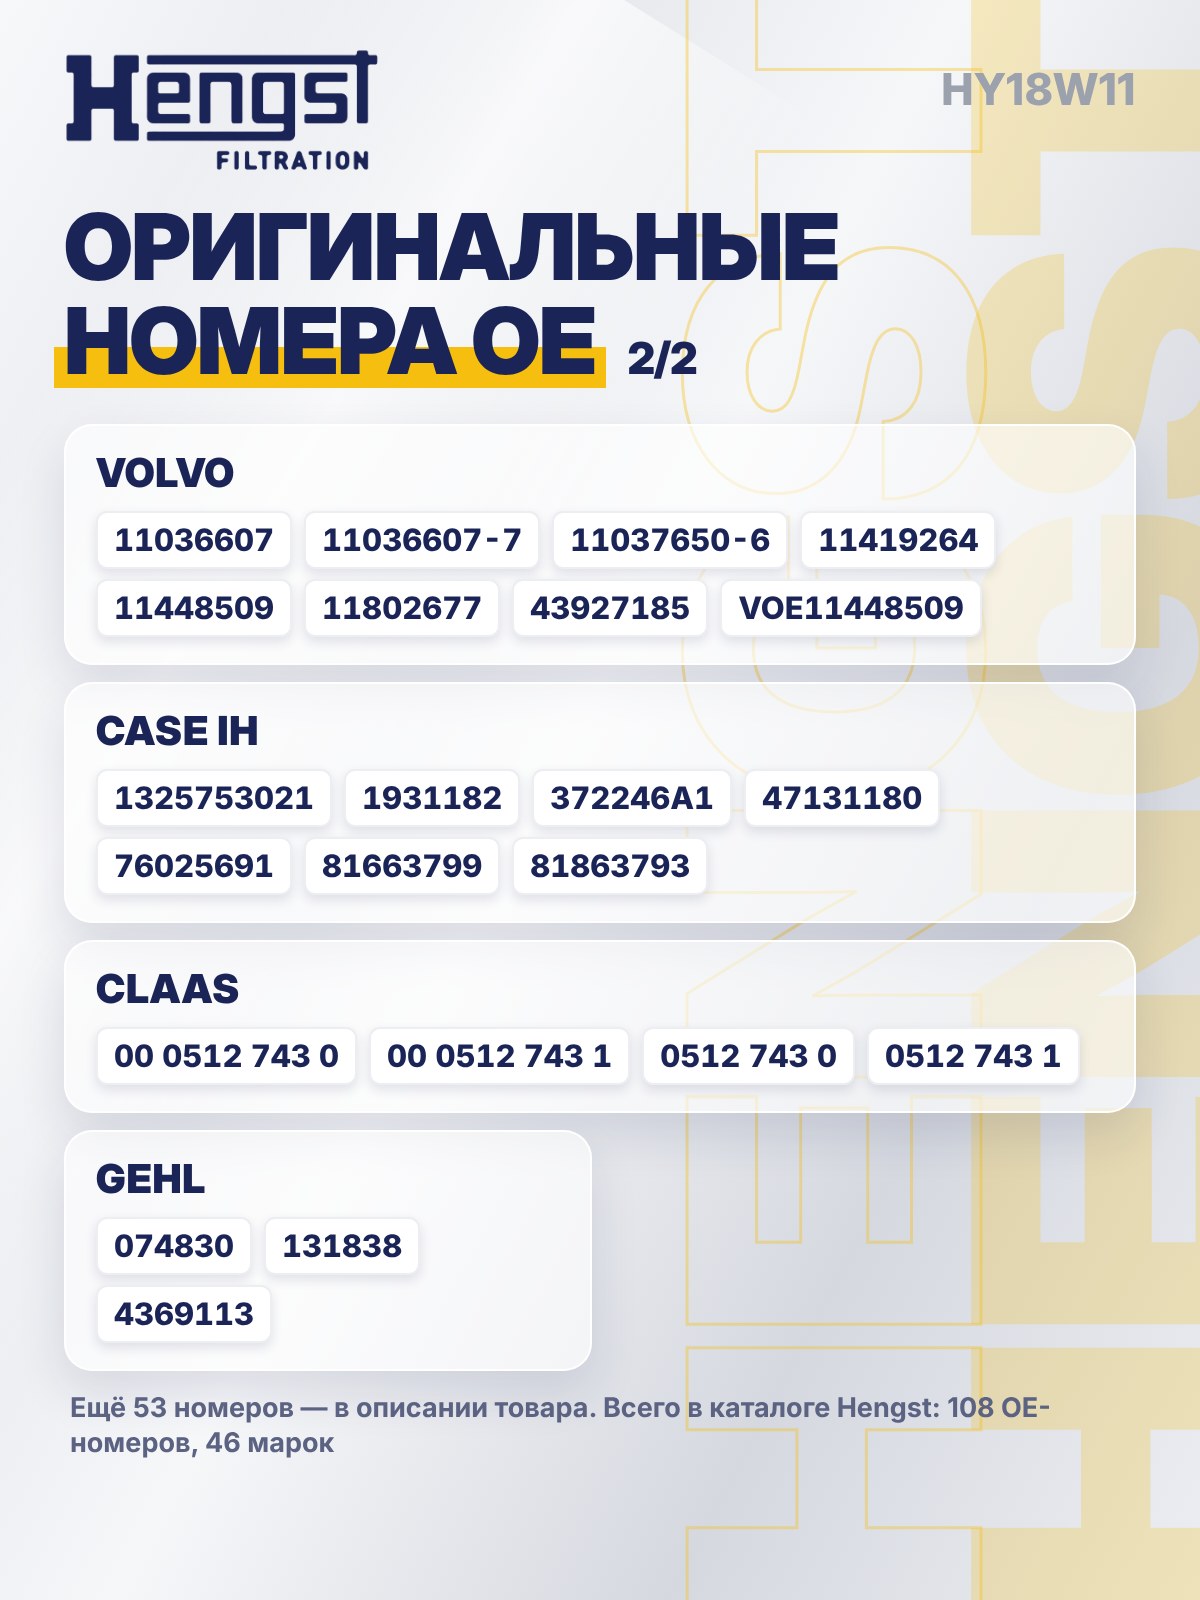 Hengst
FILTRATION
HY18W11
ОРИГИНАЛЬНЫЕ
НОМЕРА OE 2/2
VOLVO
11036607 11036607-7 11037650-6 11419264
11448509 11802677 43927185 VOE11448509
CASE IH
1325753021 1931182 372246A1 47131180
76025691 81663799 81863793
CLAAS
00 0512 743 0 00 0512 743 1 0512 743 0 0512 743 1
GEHL
074830 131838
4369113
Ещё 53 номеров — в описании товара. Всего в каталоге Hengst: 108 OE-
номеров, 46 марок
HENGST
HENGST